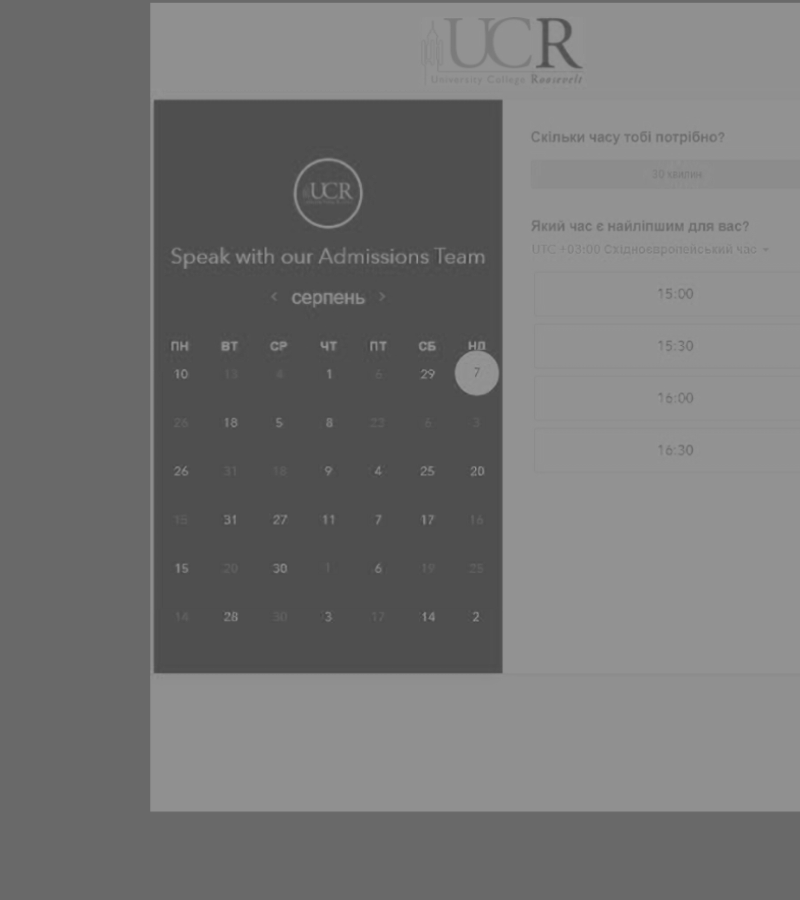 UCR
University College Roosevelt
UCR
Speak with our Admissions Team
< серпень >
ПН ВТ СР ЧТ ПТ СБ НД
10 13 4 1 6 29 7
26 18 5 8 23 6 3
26 31 18 9 4 25 20
15 31 27 11 7 17 16
15 20 30 1 6 19 25
14 28 30 3 17 14 2
Скільки часу тобі потрібно?
30 хвилин
Який час є найліпшим для вас?
UTC +03:00 Східноєвропейський час
15:00
15:30
16:00
16:30